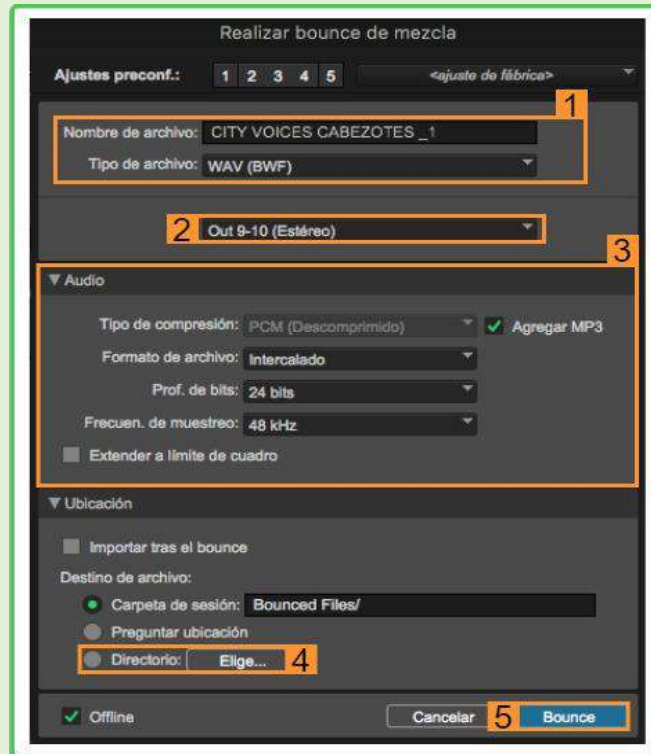 Realizar bounce de mezcla
Ajustes preconf.: 1 2 3 4 5 <ajuste de fábrica>
1
Nombre de archivo: CITY VOICES CABEZOTES _1
Tipo de archivo: WAV (BWF)
2 Out 9-10 (Estéreo)
3
Audio
Tipo de compresión: PCM (Descomprimido) Agregar MP3
Formato de archivo: Intercalado
Prof. de bits: 24 bits
Frecuen. de muestreo: 48 kHz
Extender a límite de cuadro
Ubicación
Importar tras el bounce
Destino de archivo:
Carpeta de sesión: Bounced Files/
Preguntar ubicación
Directorio: Elige... 4
Offline Cancelar 5 Bounce